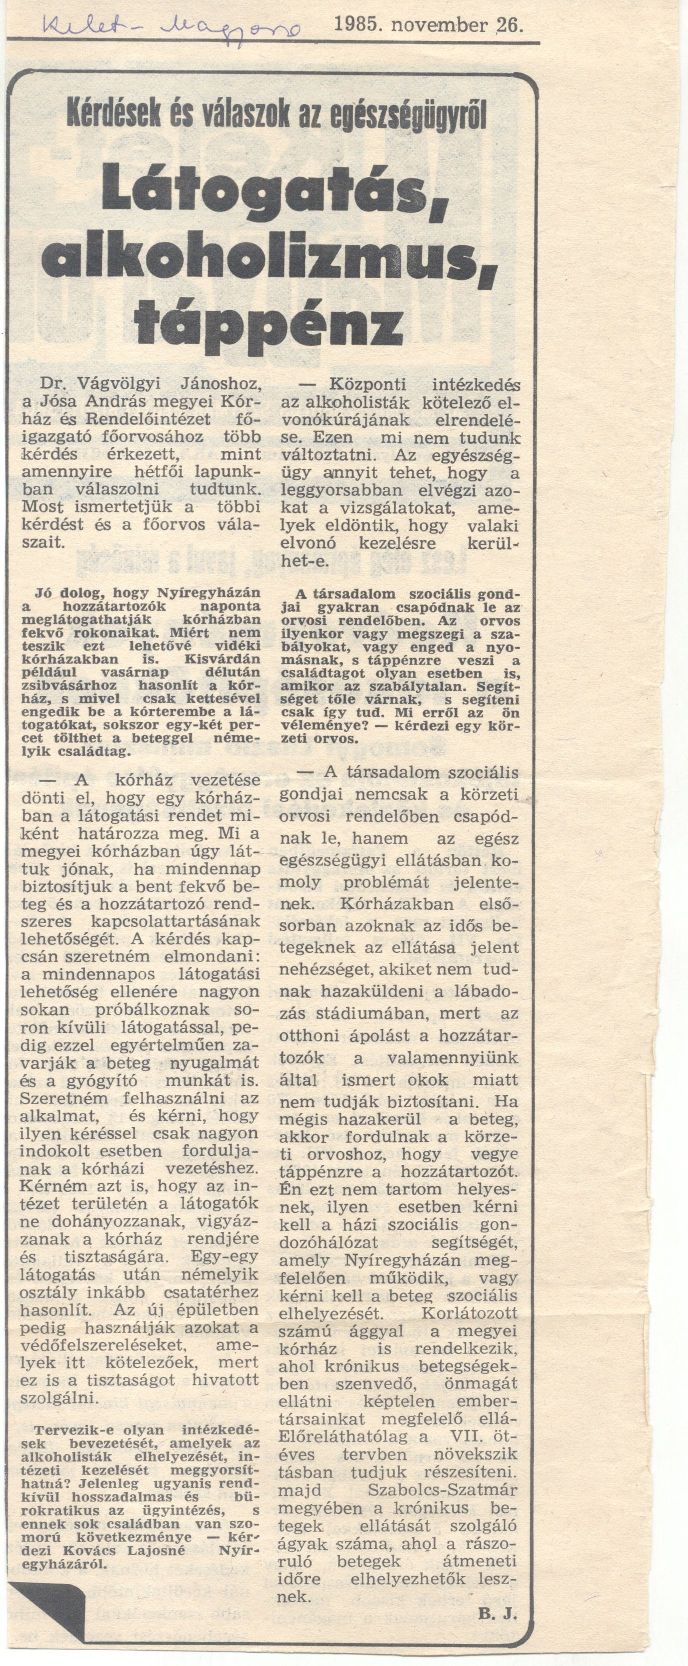 Kelet-Magyarо 1985. november 26.
Kérdések és válaszok az egészségügyről
Látogatás,
alkoholizmus,
táppénz
Dr. Vágvölgyi Jánoshoz,
a Jósa András megyei Kór-
ház és Rendelőintézet fő-
igazgató főorvosához több
kérdés érkezett, mint
amennyire hétfői lapunk-
ban válaszolni tudtunk.
Most ismertetjük a többi
kérdést és a főorvos vála-
szait.
Jó dolog, hogy Nyíregyházán
a hozzátartozók naponta
meglátogathatják kórházban
fekvő rokonaikat. Miért nem
teszik ezt lehetővé vidéki
kórházakban is. Kisvárdán
például vasárnap délután
zsibvásárhoz hasonlít a kór-
ház, s mivel csak kettesével
engedik be a kórterembe a lá-
togatókat, sokszor egy-két per-
cet tölthet a beteggel néme-
lyik családtag.
— A kórház vezetése
dönti el, hogy egy kórház-
ban a látogatási rendet mi-
ként határozza meg. Mi a
megyei kórházban úgy lát-
tuk jónak, ha mindennap
biztosítjuk a bent fekvő be-
teg és a hozzátartozó rend-
szeres kapcsolattartásának
lehetőségét. A kérdés kap-
csán szeretném elmondani:
a mindennapos látogatási
lehetőség ellenére nagyon
sokan próbálkoznak so-
ron kívüli látogatással, pe-
dig ezzel egyértelműen za-
varják a beteg nyugalmát
és a gyógyító munkát is.
Szeretném felhasználni az
alkalmat, és kérni, hogy
ilyen kéréssel csak nagyon
indokolt esetben fordulja-
nak a kórházi vezetéshez.
Kérném azt is, hogy az in-
tézet területén a látogatók
ne dohányozzanak, vigyáz-
zanak a kórház rendjére
és tisztaságára. Egy-egy
látogatás után némelyik
osztály inkább csatatérhez
hasonlít. Az új épületben
pedig használják azokat a
védőfelszereléseket, ame-
lyek itt kötelezőek, mert
ez is a tisztaságot hivatott
szolgálni.
Tervezik-e olyan intézkedé-
sek bevezetését, amelyek az
alkoholisták elhelyezését, in-
tézeti kezelését meggyorsít-
hatná? Jelenleg ugyanis rend-
kívül hosszadalmas és bü-
rokratikus az ügyintézés, s
ennek sok családban van szo-
morú következménye — kér-
dezi Kovács Lajosné Nyír-
egyházáról.
— Központi intézkedés
az alkoholisták kötelező el-
vonókúrájának elrendelé-
se. Ezen mi nem tudunk
változtatni. Az egyészség-
ügy annyit tehet, hogy a
leggyorsabban elvégzi azo-
kat a vizsgálatokat, ame-
lyek eldöntik, hogy valaki
elvonó kezelésre kerül-
het-e.
A társadalom szociális gond-
jai gyakran csapódnak le az
orvosi rendelőben. Az orvos
ilyenkor vagy megszegi a sza-
bályokat, vagy enged a nyo-
másnak, s táppénzre veszi a
családtagot olyan esetben is,
amikor az szabálytalan. Segít-
séget tőle várnak, s segíteni
csak így tud. Mi erről az ön
véleménye? — kérdezi egy kör-
zeti orvos.
— A társadalom szociális
gondjai nemcsak a körzeti
orvosi rendelőben csapód-
nak le, hanem az egész
egészségügyi ellátásban ko-
moly problémát jelente-
nek. Kórházakban első-
sorban azoknak az idős be-
tegeknek az ellátása jelent
nehézséget, akiket nem tud-
nak hazaküldeni a lábado-
zás stádiumában, mert az
otthoni ápolást a hozzátar-
tozók a valamennyiünk
által ismert okok miatt
nem tudják biztosítani. Ha
mégis hazakerül a beteg,
akkor fordulnak a körze-
ti orvoshoz, hogy vegye
táppénzre a hozzátartozót.
Én ezt nem tartom helyes-
nek, ilyen esetben kérni
kell a házi szociális gon-
dozóhálózat segítségét,
amely Nyíregyházán meg-
felelően működik, vagy
kérni kell a beteg szociális
elhelyezését. Korlátozott
számú ággyal a megyei
kórház is rendelkezik,
ahol krónikus betegségek-
ben szenvedő, önmagát
ellátni képtelen ember-
társainkat megfelelő ellá-
Előreláthatólag a VII. öt-
éves tervben növekszik
tásban tudjuk részesíteni.
majd Szabolcs-Szatmár
megyében a krónikus be-
tegek ellátását szolgáló
ágyak száma, ahol a rászo-
ruló betegek átmeneti
időre elhelyezhetők lesz-
nek.
B. J.